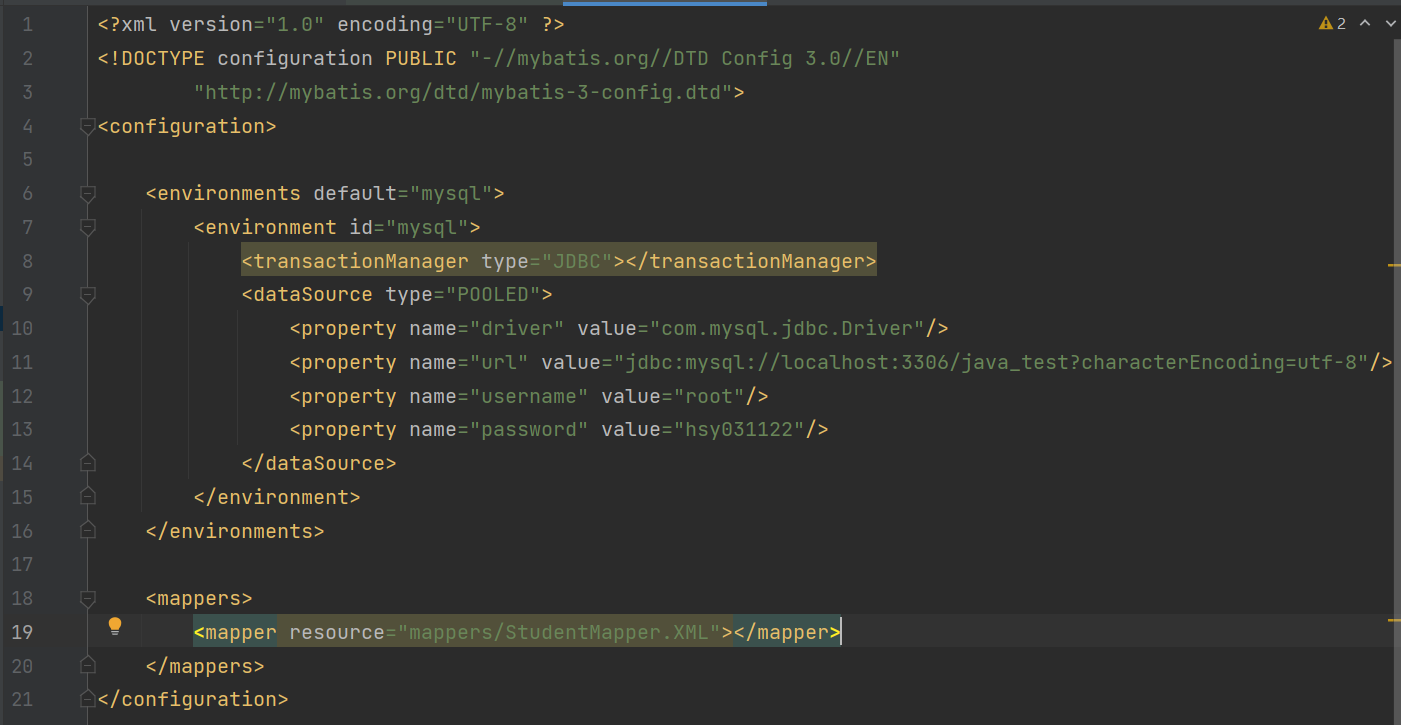 1 <?xml version="1.0" encoding="UTF-8" ?> 2
2 <!DOCTYPE configuration PUBLIC "-//mybatis.org//DTD Config 3.0//EN"
3 "http://mybatis.org/dtd/mybatis-3-config.dtd">
4 <configuration>
5
6 <environments default="mysql">
7 <environment id="mysql">
8 <transactionManager type="JDBC"></transactionManager>
9 <dataSource type="POOLED">
10 <property name="driver" value="com.mysql.jdbc.Driver"/>
11 <property name="url" value="jdbc:mysql://localhost:3306/java_test?characterEncoding=utf-8"/>
12 <property name="username" value="root"/>
13 <property name="password" value="hsy031122"/>
14 </dataSource>
15 </environment>
16 </environments>
17
18 <mappers>
19 <mapper resource="mappers/StudentMapper.XML"></mapper>
20 </mappers>
21 </configuration>